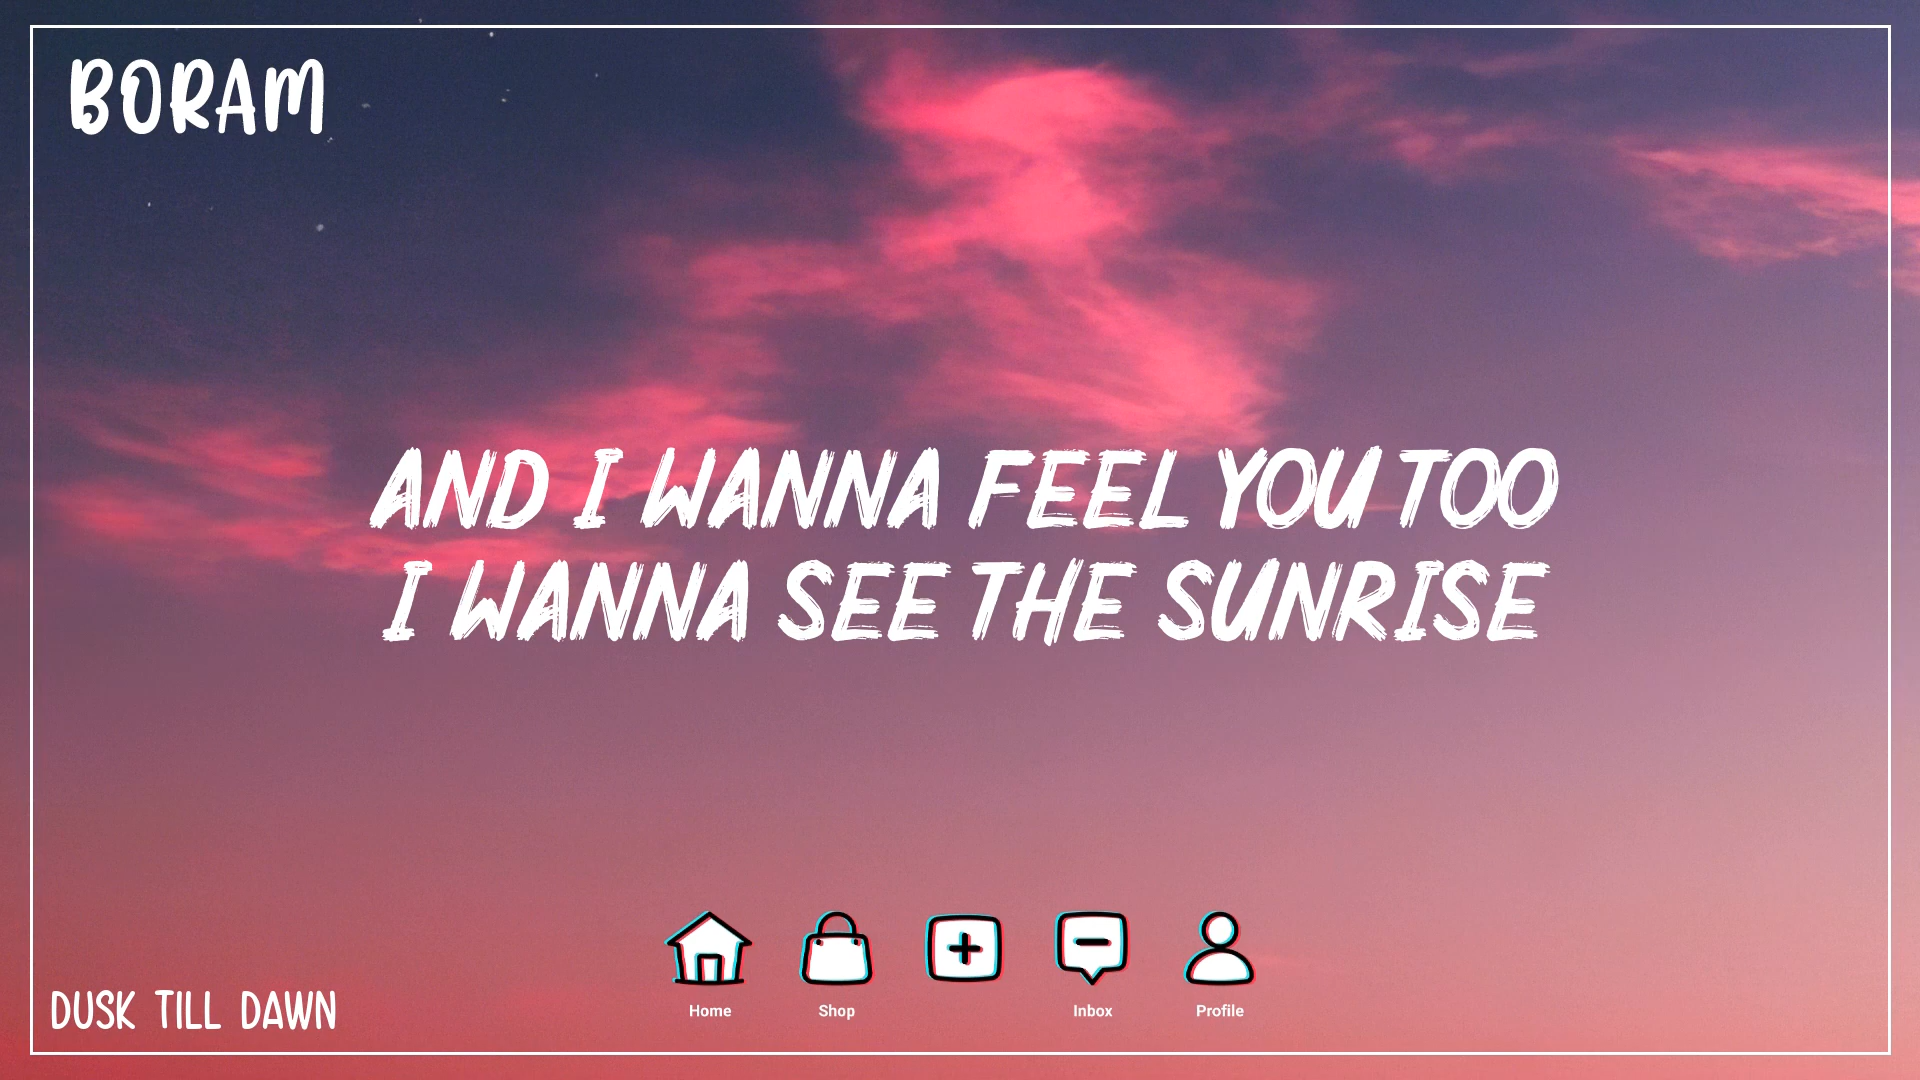 BORAM
AND I WANNA FEEL YOU TOO
I WANNA SEE THE SUNRISE
Home
Shop
Inbox
Profile
DUSK TILL DAWN